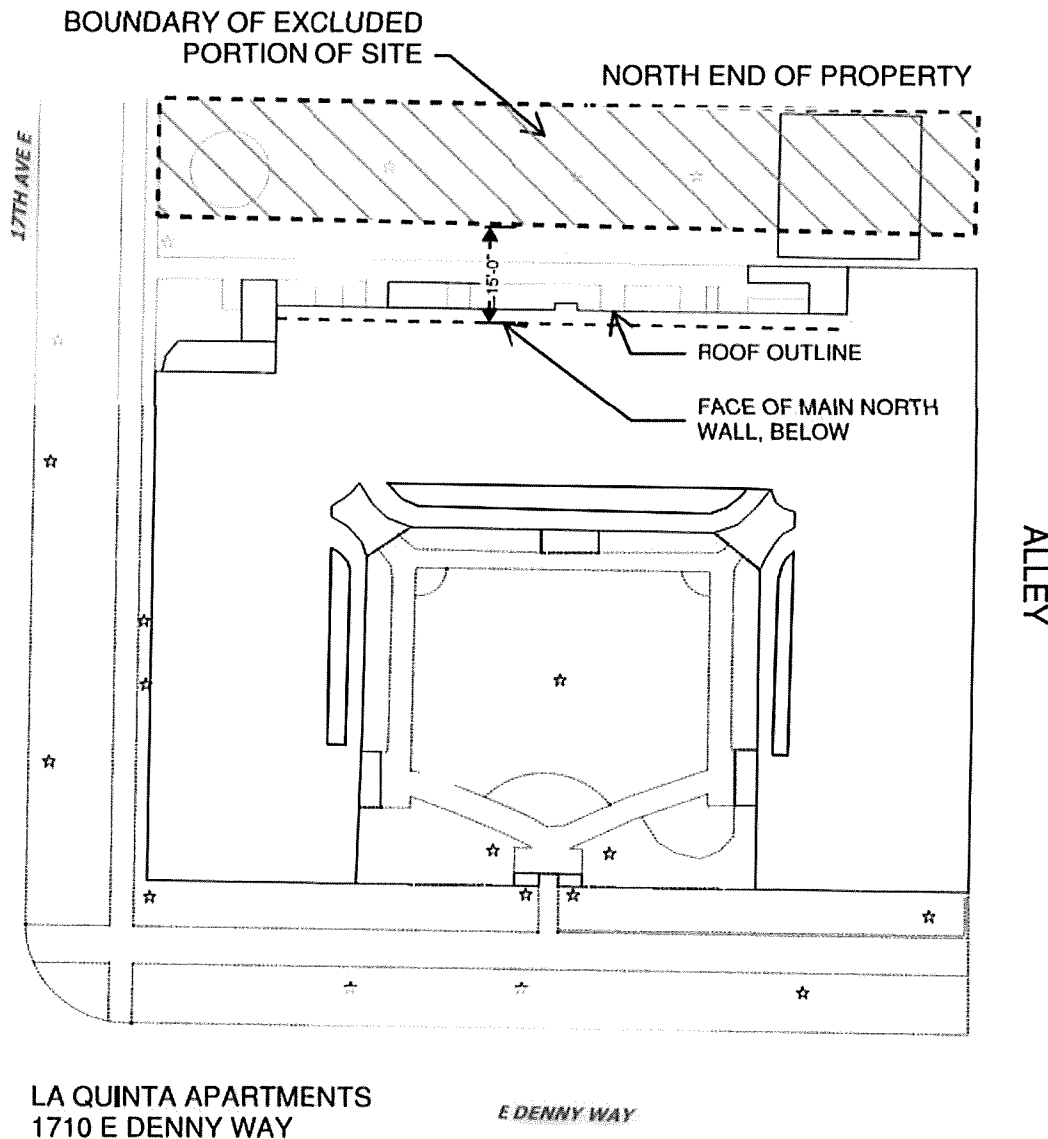 BOUNDARY OF EXCLUDED
PORTION OF SITE
NORTH END OF PROPERTY
17TH AVE E
15'-0"
ROOF OUTLINE
FACE OF MAIN NORTH
WALL, BELOW
ALLEY
LA QUINTA APARTMENTS
1710 E DENNY WAY
E DENNY WAY